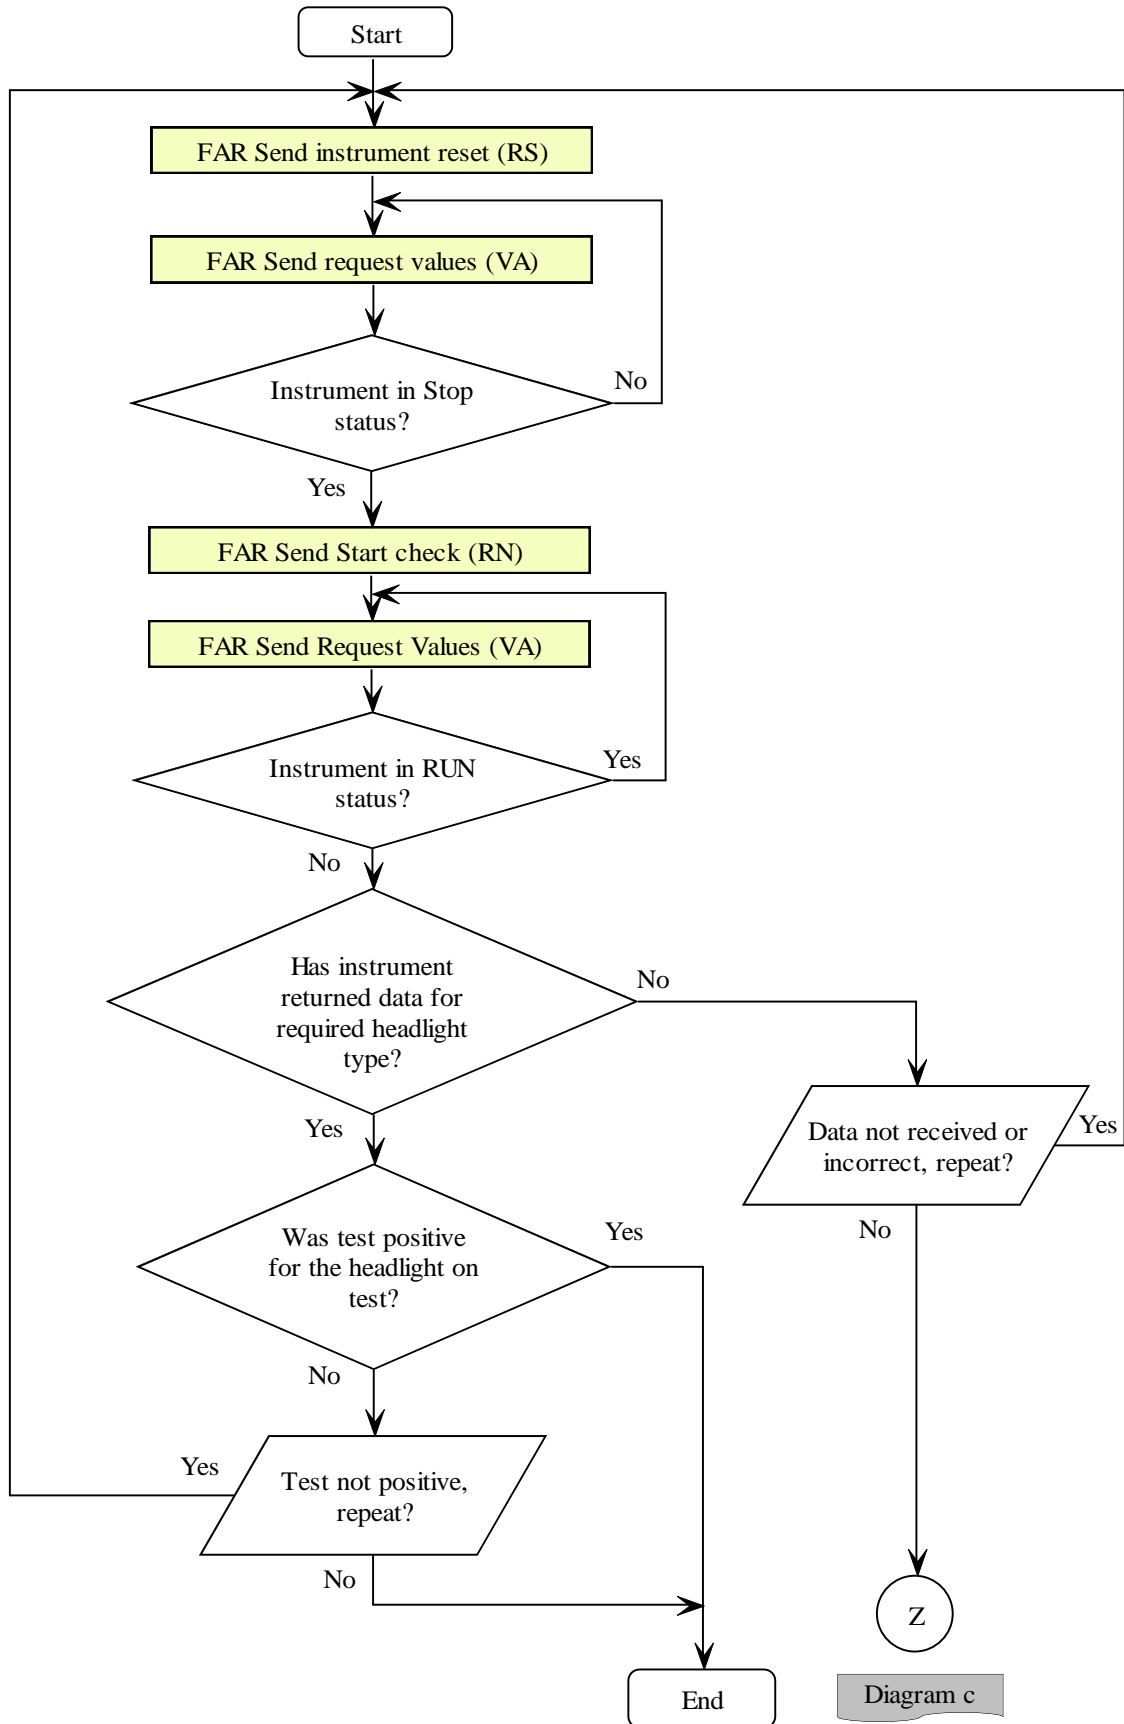 Start
FAR Send instrument reset (RS)
FAR Send request values (VA)
Instrument in Stop
status?
No
Yes
FAR Send Start check (RN)
FAR Send Request Values (VA)
Instrument in RUN
status?
Yes
No
Has instrument
returned data for
required headlight
type?
No
Yes
Data not received or
incorrect, repeat?
Yes
No
Was test positive
for the headlight on
test?
Yes
No
Test not positive,
repeat?
Yes
No
Z
End
Diagram c